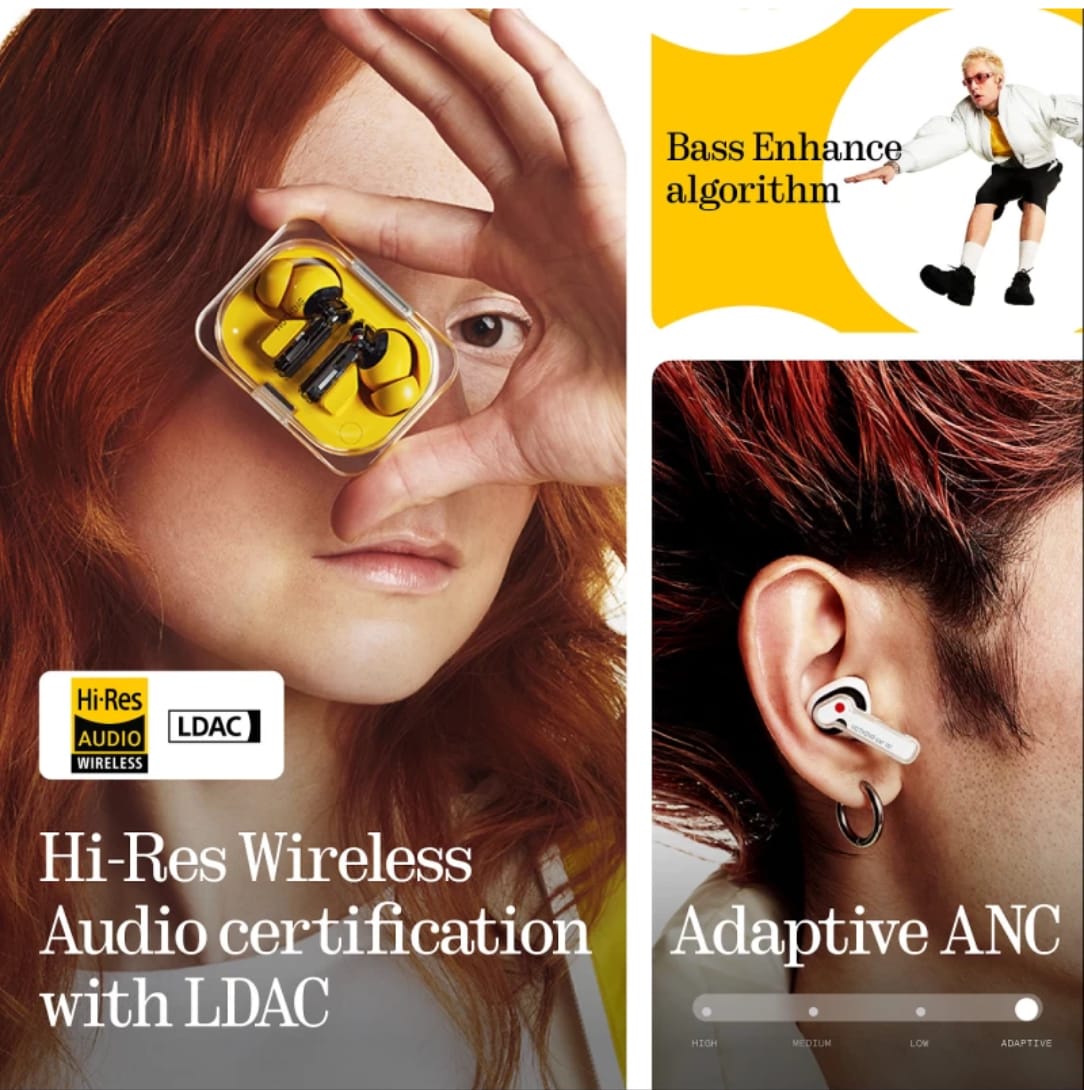 Hi-Res
AUDIO
WIRELESS
LDAC
Hi-Res Wireless
Audio certification
with LDAC
Bass Enhance
algorithm
Adaptive ANC
HIGH MEDIUM LOW ADAPTIVE